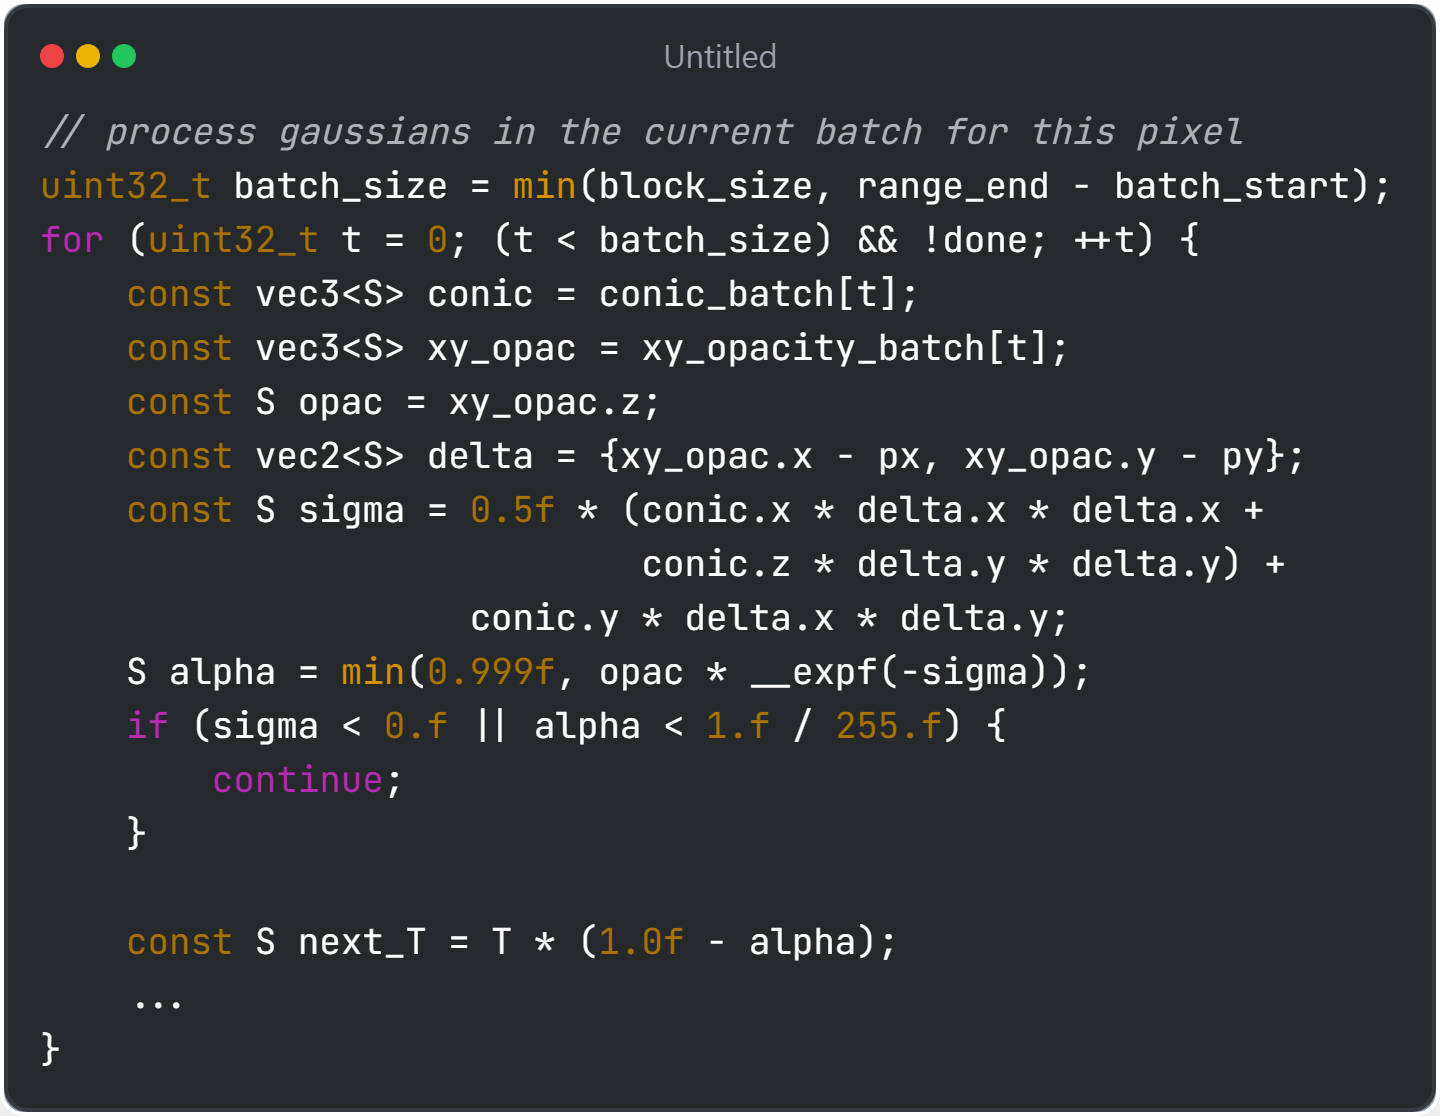 Untitled
// process gaussians in the current batch for this pixel
uint32_t batch_size = min(block_size, range_end - batch_start);
for (uint32_t t = 0; (t < batch_size) && !done; ++t) {
    const vec3<S> conic = conic_batch[t];
    const vec3<S> xy_opac = xy_opacity_batch[t];
    const S opac = xy_opac.z;
    const vec2<S> delta = {xy_opac.x - px, xy_opac.y - py};
    const S sigma = 0.5f * (conic.x * delta.x * delta.x +
                            conic.z * delta.y * delta.y) +
                    conic.y * delta.x * delta.y;
    S alpha = min(0.999f, opac * __expf(-sigma));
    if (sigma < 0.f || alpha < 1.f / 255.f) {
        continue;
    }
    const S next_T = T * (1.0f - alpha);
    ...
}